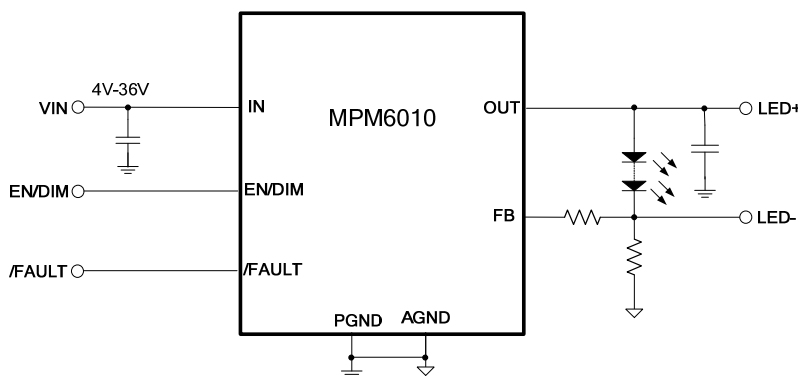 4V-36V
VIN
IN
MPM6010
OUT
LED+
EN/DIM
EN/DIM
FB
LED-
/FAULT
/FAULT
PGND
AGND